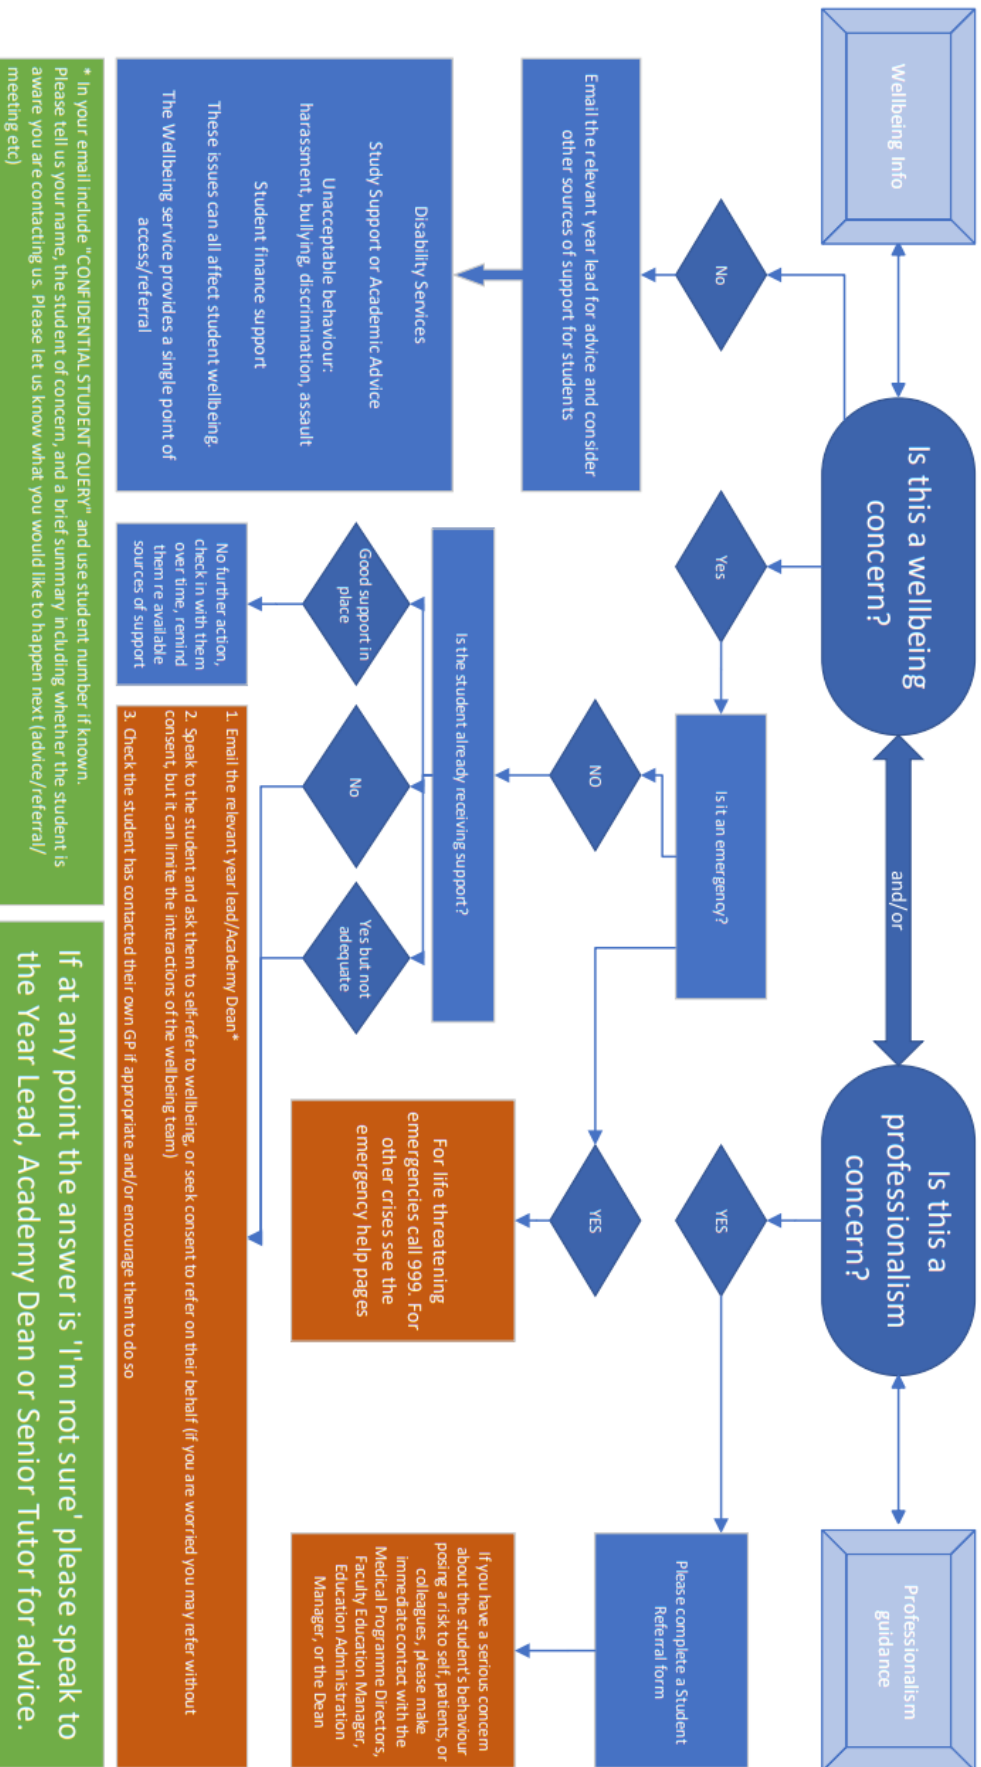 Wellbeing Info
Is this a wellbeing
concern?
and/or
Is this a
professionalism
concern?
Professionalism
guidance
No
Yes
YES
Email the relevant year lead for advice and consider
other sources of support for students
Is it an emergency?
Please complete a Student
Referral form
NO
YES
Disability Services
Study Support or Academic Advice
Unacceptable behaviour:
harassment, bullying, discrimination, assault
Student finance support
These issues can all affect student wellbeing.
The Wellbeing service provides a single point of
access/referral
Is the student already receiving support?
For life threatening
emergencies call 999. For
other crises see the
emergency help pages
If you have a serious concern
about the student's behaviour
posing a risk to self, patients, or
colleagues, please make
immediate contact with the
Medical Programme Directors,
Faculty Education Manager,
Education Administration
Manager, or the Dean
Good support in
place
No
Yes but not
adequate
No further action,
check in with them
over time, remind
them re available
sources of support
1. Email the relevant year lead/Academy Dean*
2. Speak to the student and ask them to self-refer to wellbeing, or seek consent to refer on their behalf (if you are worried you may refer without
consent, but it can limite the interactions of the wellbeing team)
3. Check the student has contacted their own GP if appropriate and/or encourage them to do so
* In your email include "CONFIDENTIAL STUDENT QUERY" and use student number if known.
Please tell us your name, the student of concern, and a brief summary including whether the student is
aware you are contacting us. Please let us know what you would like to happen next (advice/referral/
meeting etc)
If at any point the answer is 'I'm not sure' please speak to
the Year Lead, Academy Dean or Senior Tutor for advice.